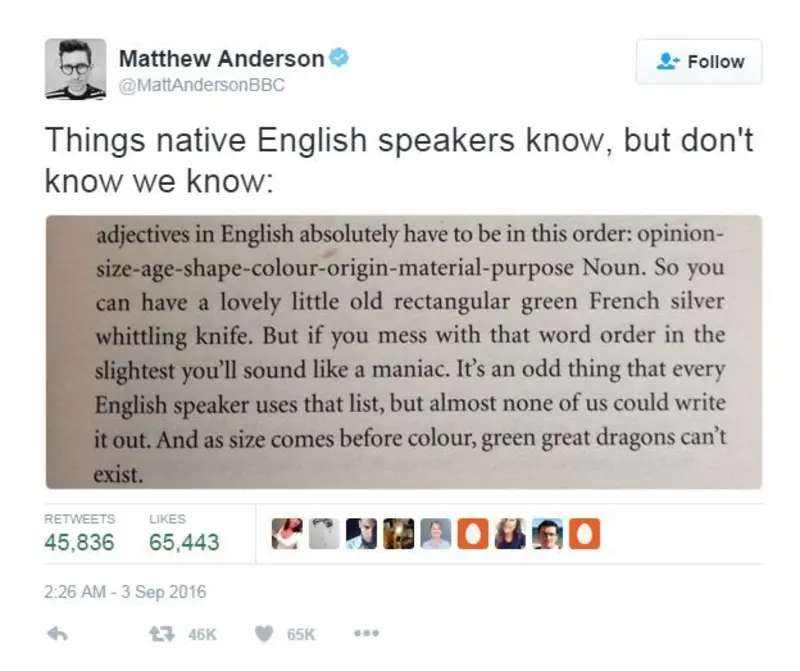 Matthew Anderson
@MattAndersonBBC
Follow
Things native English speakers know, but don't
know we know:
adjectives in English absolutely have to be in this order: opinion-
size-age-shape-colour-origin-material-purpose Noun. So you
can have a lovely little old rectangular green French silver
whittling knife. But if you mess with that word order in the
slightest you'll sound like a maniac. It's an odd thing that every
English speaker uses that list, but almost none of us could write
it out. And as size comes before colour, green great dragons can't
exist.
RETWEETS LIKES
45,836 65,443
2:26 AM - 3 Sep 2016
46K 65K